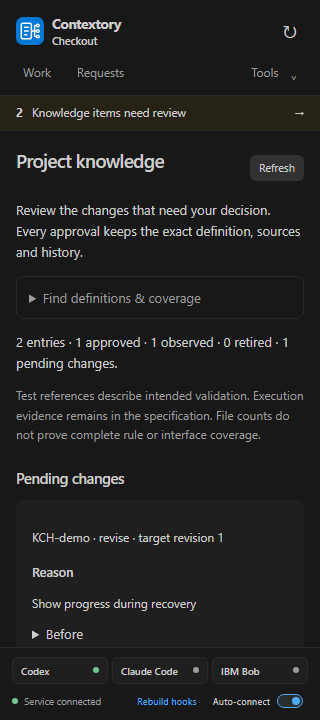 Contextory
Checkout
Work Requests Tools
2 Knowledge items need review →
Project knowledge
Refresh
Review the changes that need your decision.
Every approval keeps the exact definition, sources
and history.
▶ Find definitions & coverage
2 entries · 1 approved · 1 observed · 0 retired · 1
pending changes.
Test references describe intended validation. Execution
evidence remains in the specification. File counts do
not prove complete rule or interface coverage.
Pending changes
KCH-demo · revise · target revision 1
Reason
Show progress during recovery
▶ Before
Codex Claude Code IBM Bob
Service connected Rebuild hooks Auto-connect